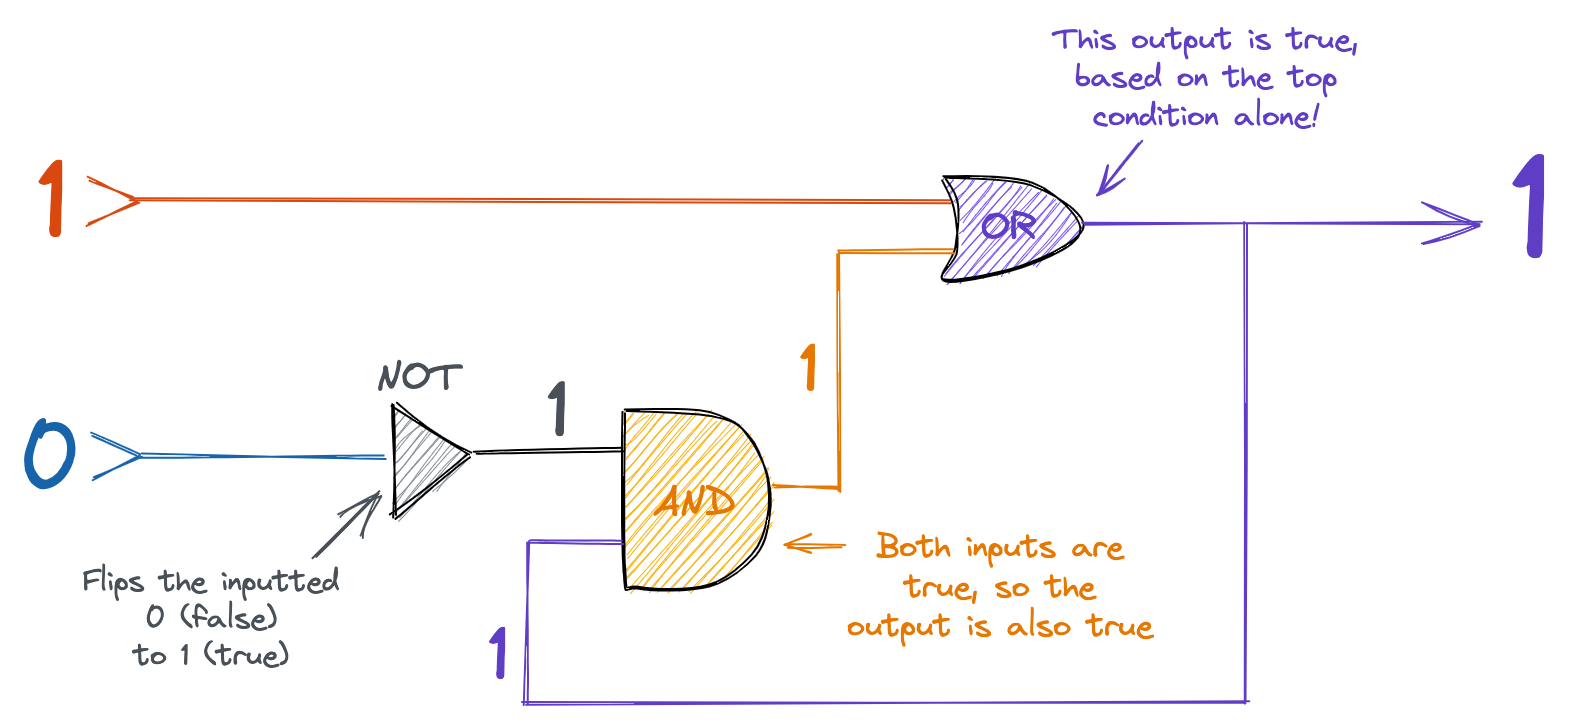 This output is true,
based on the top
condition alone!
1
1
OR
NOT
1
1
0
AND
Both inputs are
true, so the
output is also true
Flips the inputted
0 (false)
to 1 (true)
1